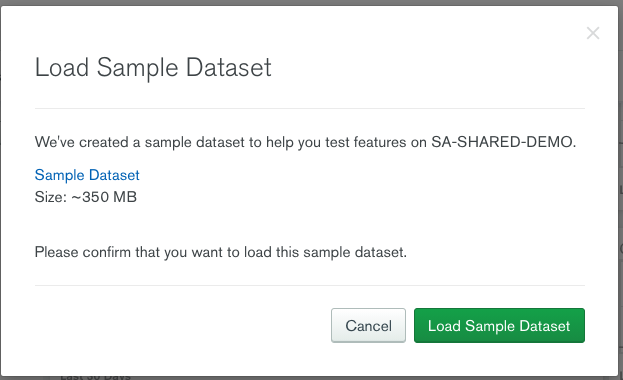 Load Sample Dataset
We've created a sample dataset to help you test features on SA-SHARED-DEMO.
Sample Dataset
Size: ~350 MB
Please confirm that you want to load this sample dataset.
Cancel
Load Sample Dataset
Last 30 Days